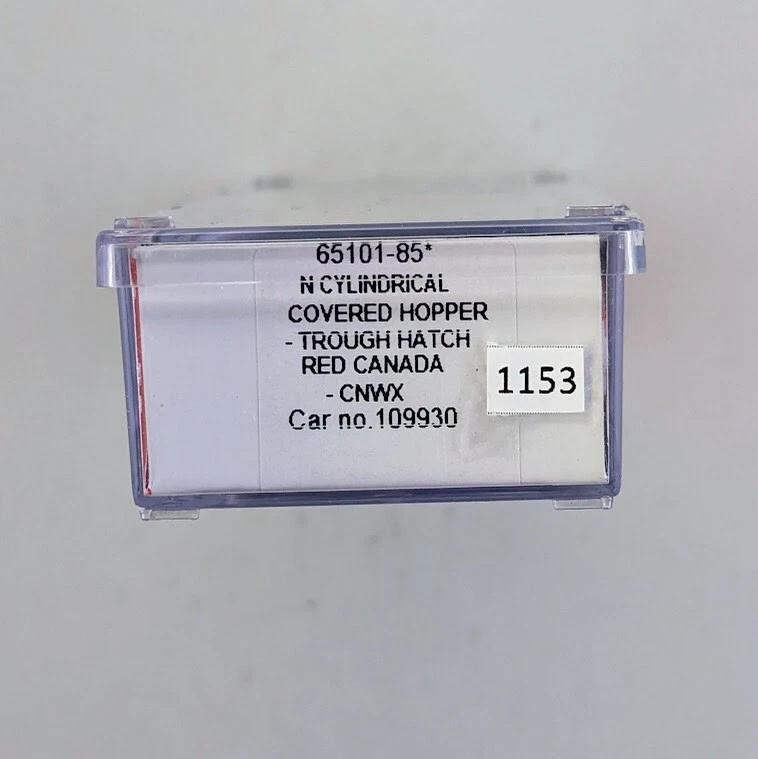 65101-85*
N CYLINDRICAL
COVERED HOPPER
- TROUGH HATCH
RED CANADA
- CNWX
Car no.109930
1153